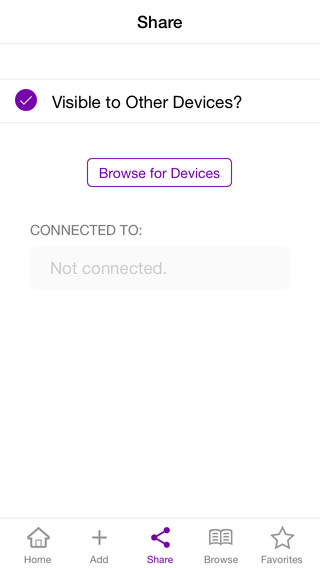 Share
Visible to Other Devices?
Browse for Devices
CONNECTED TO:
Not connected.
Home Add Share Browse Favorites